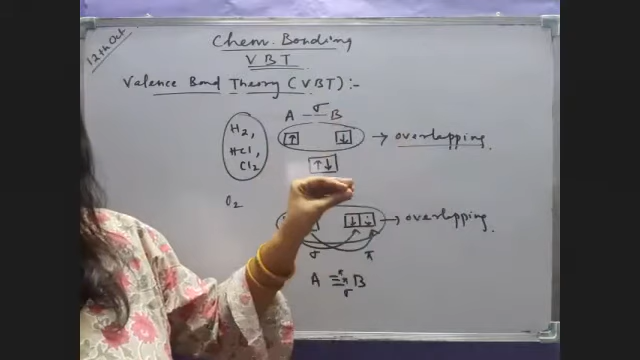 12th Oct
Chem. Bonding
VBT
Valence Bond Theory (VBT) :-
σ
A — B
H2,
HCl,
Cl2
↑ ↓ → overlapping.
↑↓
O2
↓ ↓ → overlapping.
σ π
π
π
A ≡ B
σ